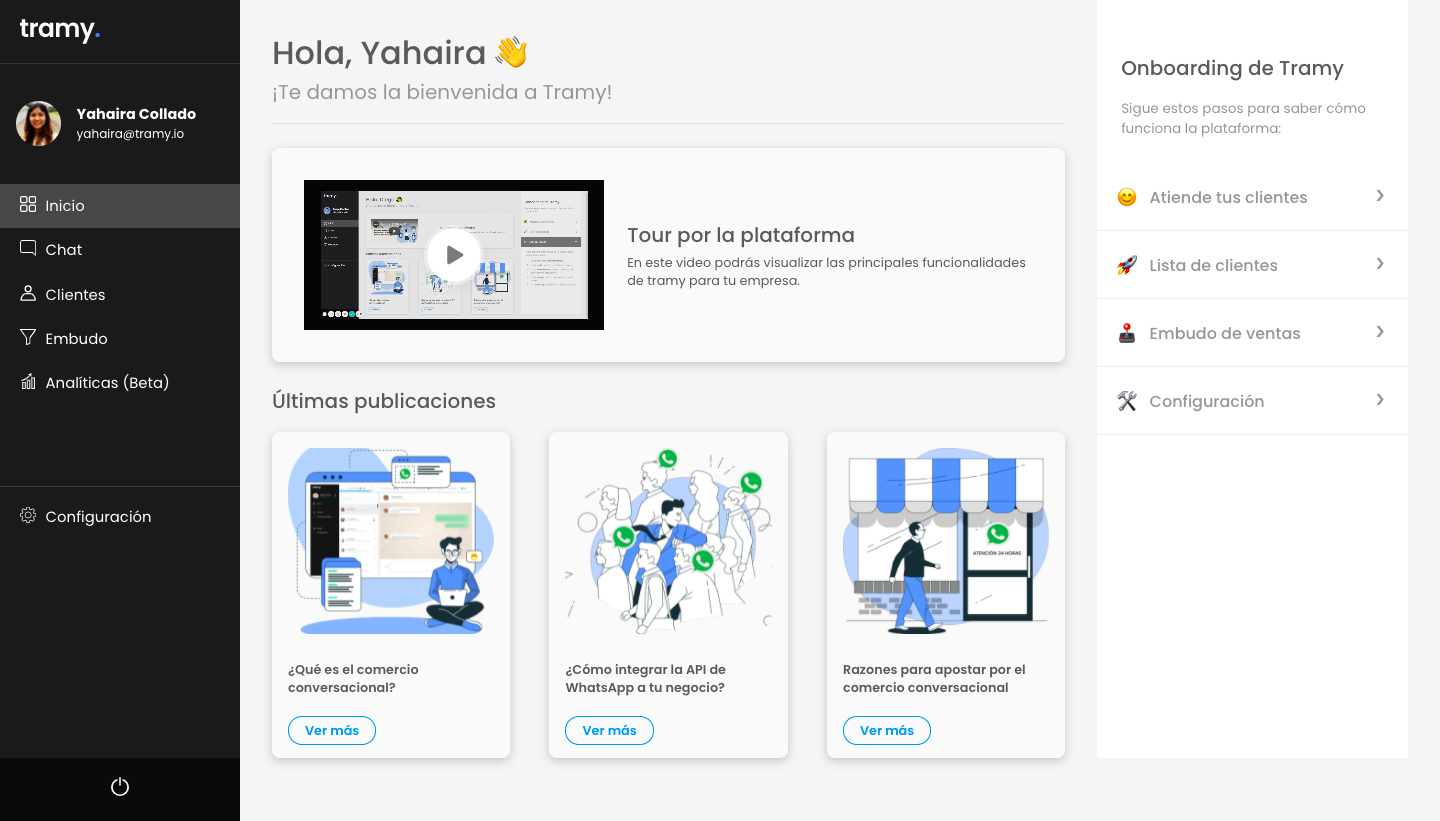 tramy.
Yahaira Collado
yahaira@tramy.io
Inicio
Chat
Clientes
Embudo
Analíticas (Beta)
Configuración
Hola, Yahaira 👋
¡Te damos la bienvenida a Tramy!
Tour por la plataforma
En este video podrás visualizar las principales funcionalidades
de tramy para tu empresa.
Últimas publicaciones
¿Qué es el comercio
conversacional?
Ver más
¿Cómo integrar la API de
WhatsApp a tu negocio?
Ver más
ATENCIÓN 24 HORAS
Razones para apostar por el
comercio conversacional
Ver más
Onboarding de Tramy
Sigue estos pasos para saber cómo
funciona la plataforma:
😊 Atiende tus clientes
🚀 Lista de clientes
🕹️ Embudo de ventas
🛠️ Configuración